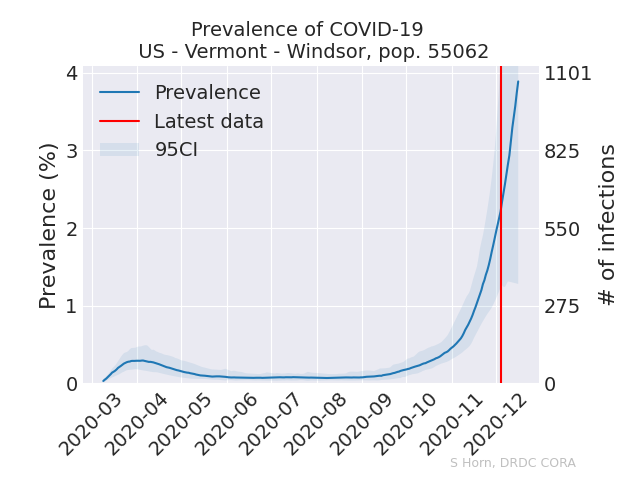 Prevalence of COVID-19
US - Vermont - Windsor, pop. 55062
Prevalence (%)
4
3
2
1
0
Prevalence
Latest data
95CI
1101
825
550
275
0
# of infections
2020-03
2020-04
2020-05
2020-06
2020-07
2020-08
2020-09
2020-10
2020-11
2020-12
S Horn, DRDC CORA